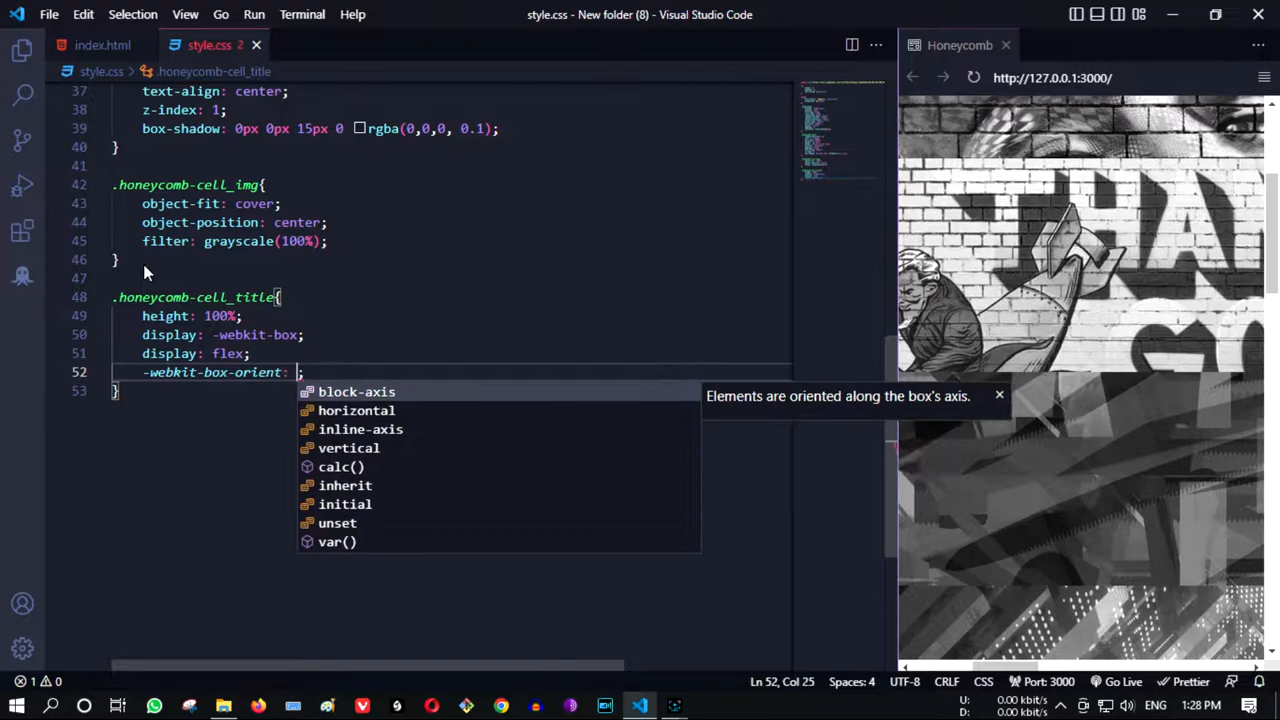 File Edit Selection View Go Run Terminal Help style.css - New folder (8) - Visual Studio Code
index.html style.css 2 Honeycomb
style.css > .honeycomb-cell_title http://127.0.0.1:3000/
37 text-align: center;
38 z-index: 1;
39 box-shadow: 0px 0px 15px 0 rgba(0,0,0, 0.1);
40 }
41
42 .honeycomb-cell_img{
43 object-fit: cover;
44 object-position: center;
45 filter: grayscale(100%);
46 }
47
48 .honeycomb-cell_title{
49 height: 100%;
50 display: -webkit-box;
51 display: flex;
52 -webkit-box-orient: ;
53 }
block-axis Elements are oriented along the box's axis.
horizontal
inline-axis
vertical
calc()
inherit
initial
unset
var()
THA
1 0 Ln 52, Col 25 Spaces: 4 UTF-8 CRLF CSS Port: 3000 Go Live Prettier
U: 0.00 kb/s
D: 0.00 kb/s
ENG 1:28 PM